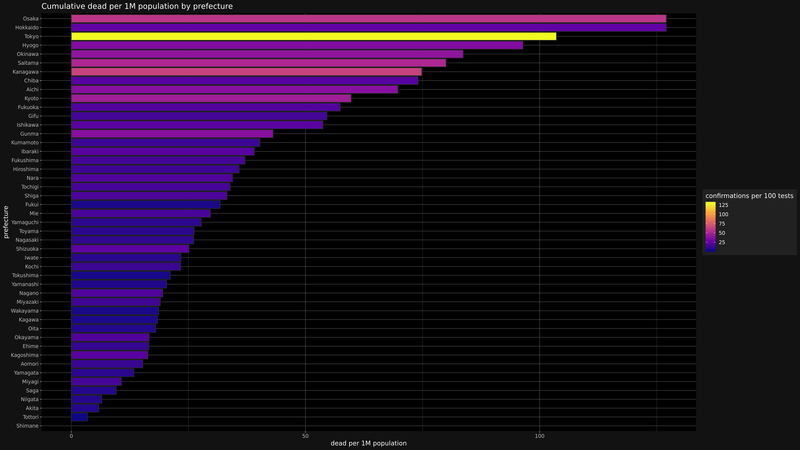 Cumulative dead per 1M population by prefecture
Osaka
Hokkaido
Tokyo
Hyogo
Okinawa
Saitama
Kanagawa
Chiba
Aichi
Kyoto
Fukuoka
Gifu
Ishikawa
Gunma
Kumamoto
Ibaraki
Fukushima
Hiroshima
Nara
Tochigi
Shiga
Fukui
Mie
Yamaguchi
Toyama
Nagasaki
Shizuoka
Iwate
Kochi
Tokushima
Yamanashi
Nagano
Miyazaki
Wakayama
Kagawa
Oita
Okayama
Ehime
Kagoshima
Aomori
Yamagata
Miyagi
Saga
Niigata
Akita
Tottori
Shimane
prefecture
0
50
100
dead per 1M population
confirmations per 100 tests
125
100
75
50
25